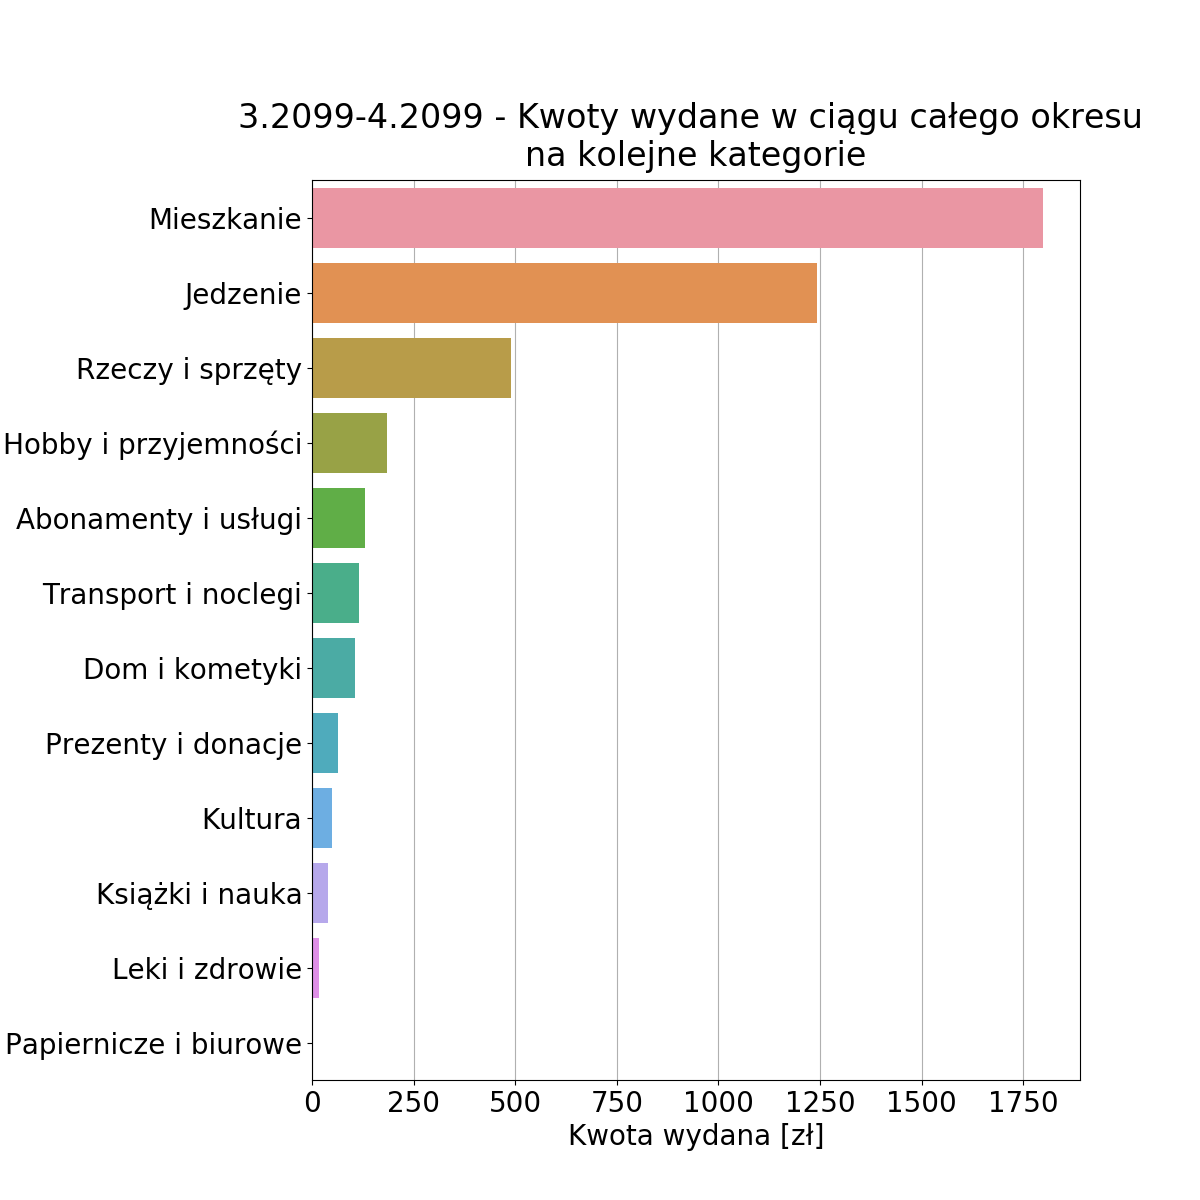 3.2099-4.2099 - Kwoty wydane w ciągu całego okresu
na kolejne kategorie
Mieszkanie
Jedzenie
Rzeczy i sprzęty
Hobby i przyjemności
Abonamenty i usługi
Transport i noclegi
Dom i kometyki
Prezenty i donacje
Kultura
Książki i nauka
Leki i zdrowie
Papiernicze i biurowe
0 250 500 750 1000 1250 1500 1750
Kwota wydana [zł]